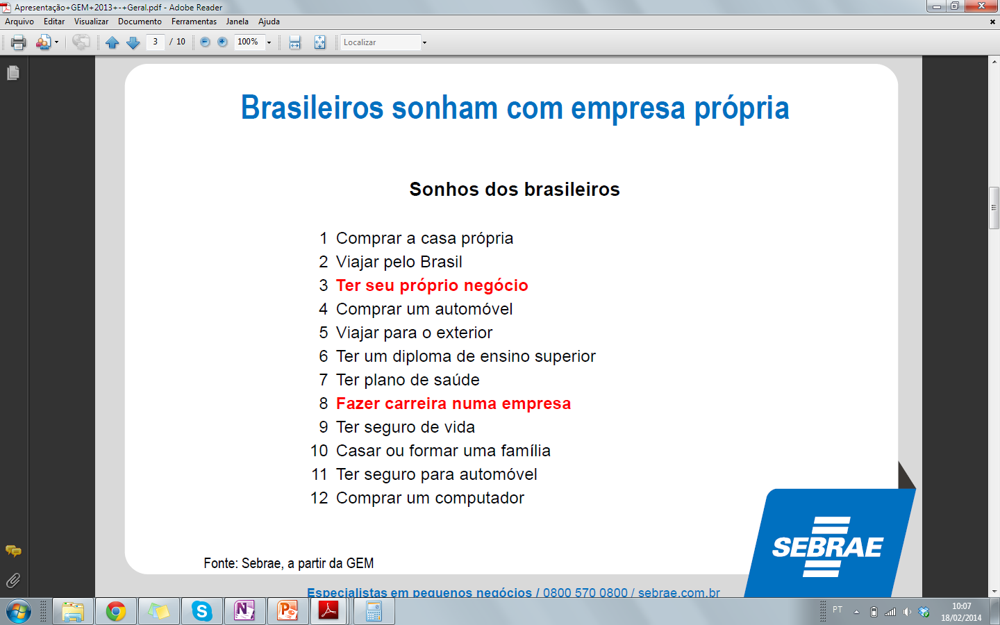 Apresentação+GEM+2013+-+Geral.pdf - Adobe Reader
Arquivo Editar Visualizar Documento Ferramentas Janela Ajuda
3 / 10 100% Localizar
Brasileiros sonham com empresa própria
Sonhos dos brasileiros
1 Comprar a casa própria
2 Viajar pelo Brasil
3 Ter seu próprio negócio
4 Comprar um automóvel
5 Viajar para o exterior
6 Ter um diploma de ensino superior
7 Ter plano de saúde
8 Fazer carreira numa empresa
9 Ter seguro de vida
10 Casar ou formar uma família
11 Ter seguro para automóvel
12 Comprar um computador
SEBRAE
Fonte: Sebrae, a partir da GEM
Especialistas em pequenos negócios / 0800 570 0800 / sebrae.com.br
PT
10:07
18/02/2014